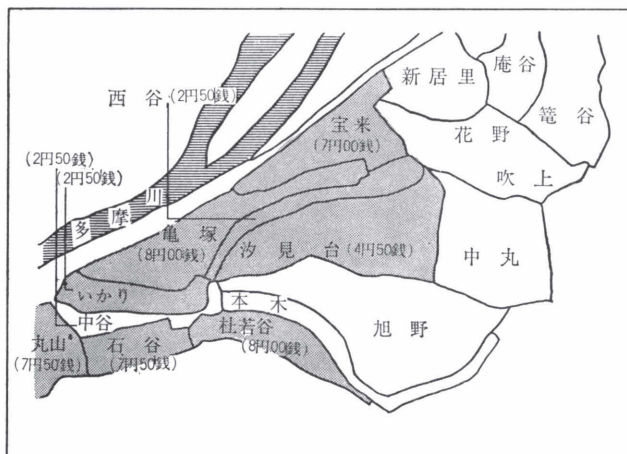 新居里
庵谷
篭谷
西谷(2円50銭)
宝来
(7円00銭)
花野
吹上
(2円50銭)
(2円50銭)
多摩川
亀塚
(8円00銭)
汐見台(4円50銭)
中丸
いかり
本木
旭野
中谷
丸山
(7円50銭)
石谷
(7円50銭)
杜若谷
(8円00銭)